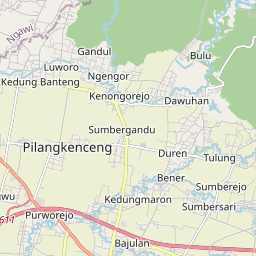 Ngawi
Gandul
Bulu
Luworo
Ngengor
Kedung Banteng
Kenongorejo
Dawuhan
Sumbergandu
Pilangkenceng
Duren
Tulung
Bener
Sumberejo
Kedungmaron
Sumbersari
Purworejo
Bajulan